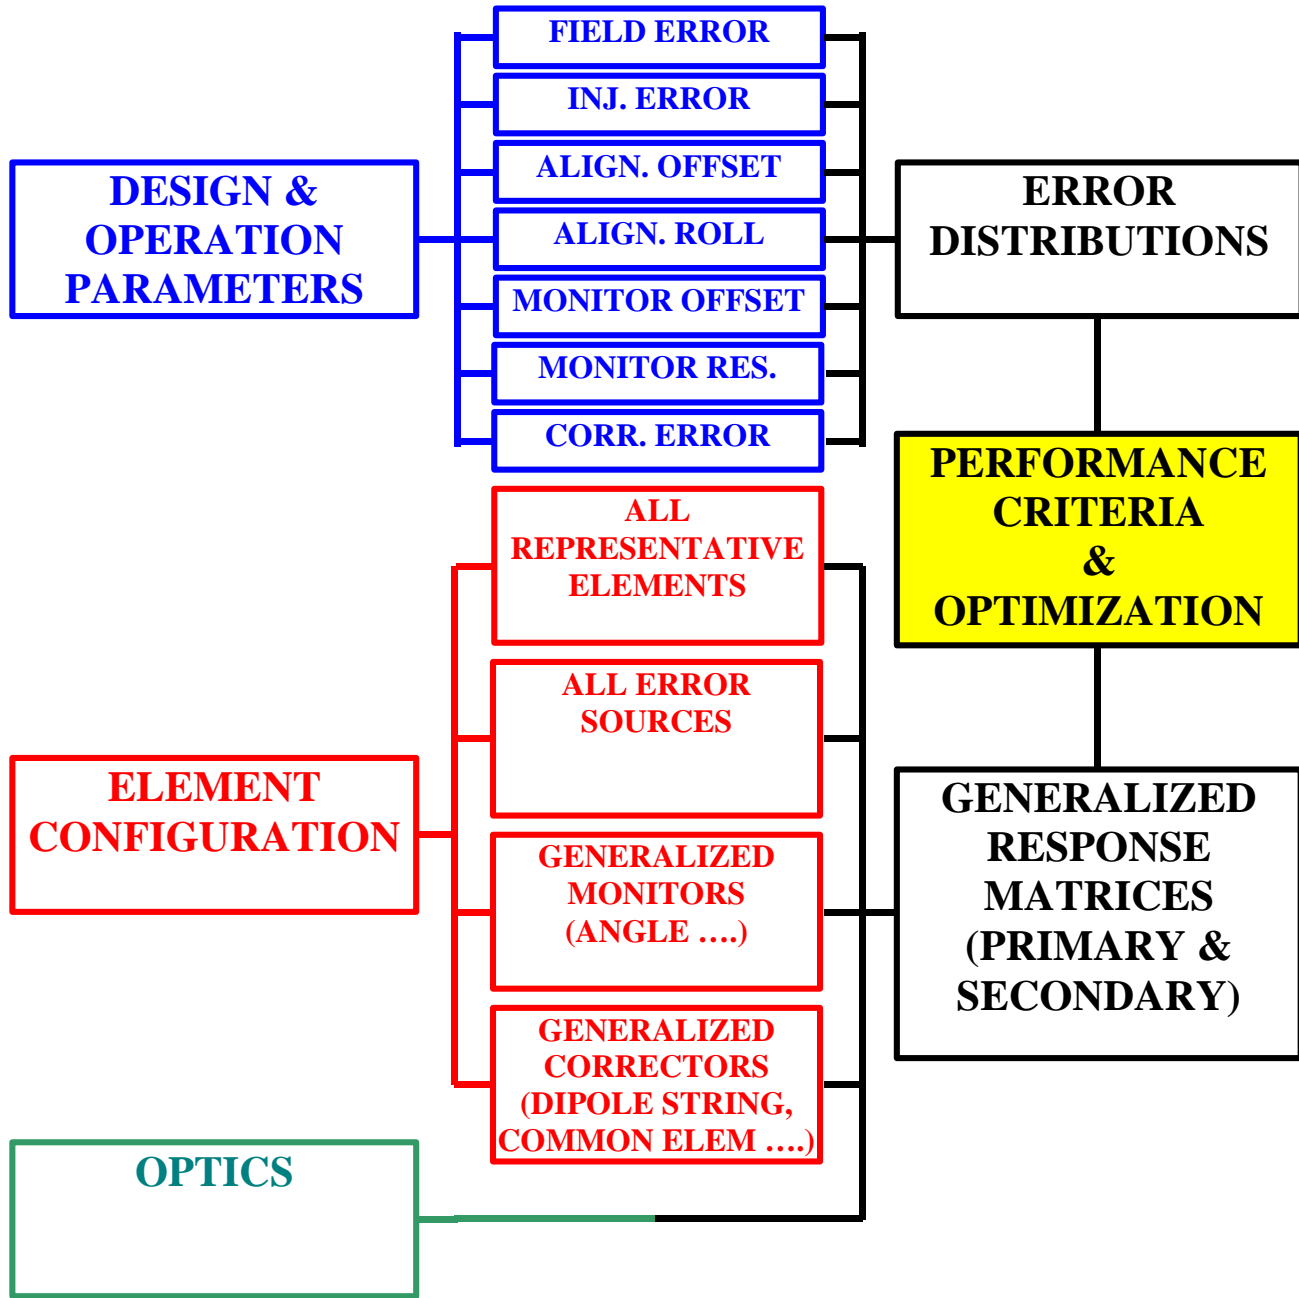 FIELD ERROR
INJ. ERROR
ALIGN. OFFSET
ALIGN. ROLL
MONITOR OFFSET
MONITOR RES.
CORR. ERROR
DESIGN &
OPERATION
PARAMETERS
ERROR
DISTRIBUTIONS
PERFORMANCE
CRITERIA
&
OPTIMIZATION
ALL
REPRESENTATIVE
ELEMENTS
ALL ERROR
SOURCES
GENERALIZED
MONITORS
(ANGLE ….)
GENERALIZED
CORRECTORS
(DIPOLE STRING,
COMMON ELEM ….)
ELEMENT
CONFIGURATION
GENERALIZED
RESPONSE
MATRICES
(PRIMARY &
SECONDARY)
OPTICS